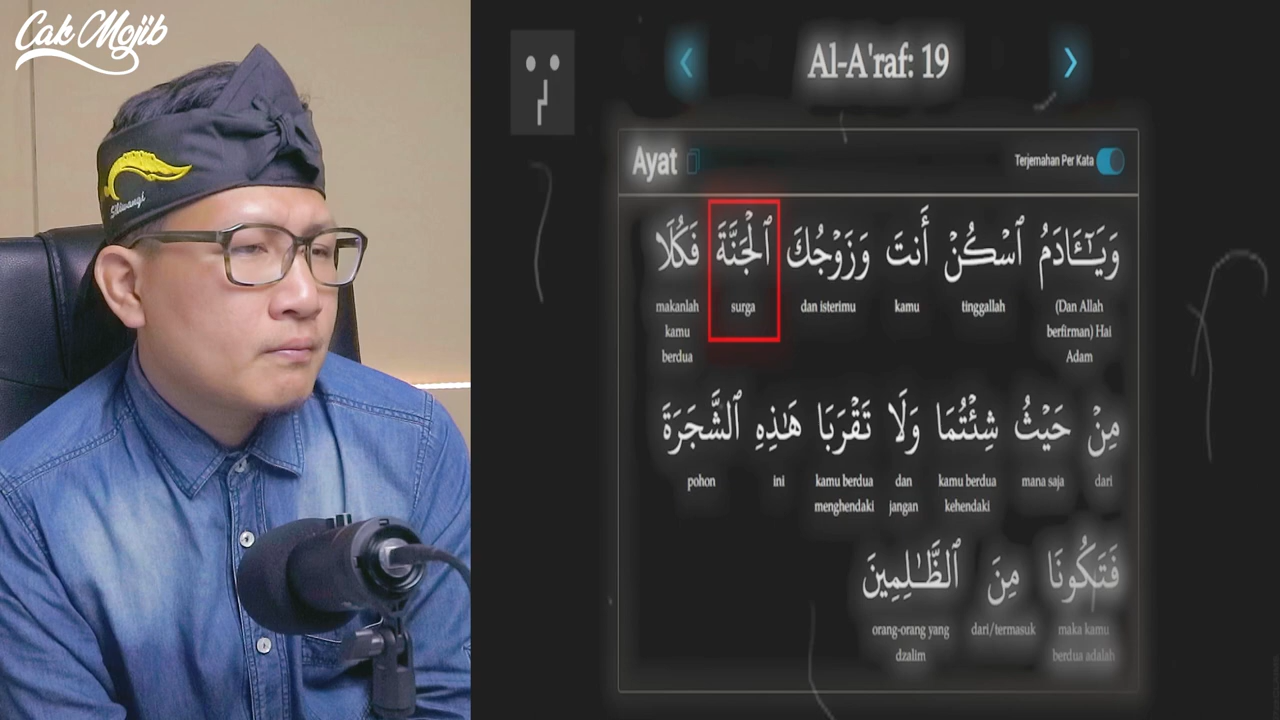 Cak Mojib
Shiwangi
Al-A'raf: 19
Ayat
Terjemahan Per Kata
وَيَـٰٓـَٔادَمُ ٱسْكُنْ أَنتَ وَزَوْجُكَ ٱلْجَنَّةَ فَكُلَا
(Dan Allah berfirman) Hai Adam
tinggallah
kamu
dan isterimu
surga
makanlah kamu berdua
مِنْ حَيْثُ شِئْتُمَا وَلَا تَقْرَبَا هَـٰذِهِ ٱلشَّجَرَةَ
dari
mana saja
kamu berdua kehendaki
dan jangan
kamu berdua menghendaki
ini
pohon
فَتَكُونَا مِنَ ٱلظَّـٰلِمِينَ
maka kamu berdua adalah
dari/termasuk
orang-orang yang dzalim